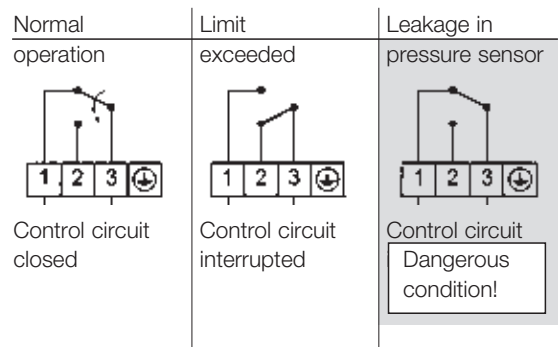 Normal
operation
1 2 3
Control circuit
closed
Limit
exceeded
1 2 3
Control circuit
interrupted
Leakage in
pressure sensor
1 2 3
Control circuit
Dangerous
condition!